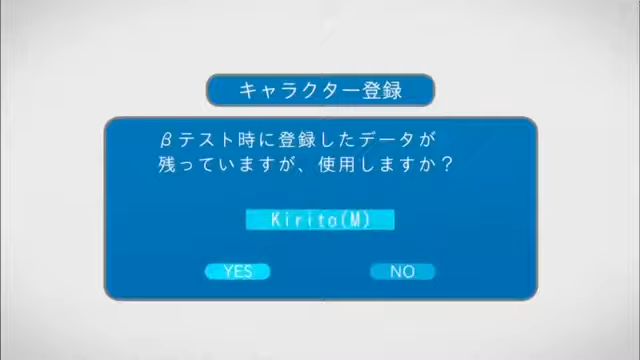 キャラクター登録
βテスト時に登録したデータが
残っていますが、使用しますか？
Kirito(M)
YES
NO